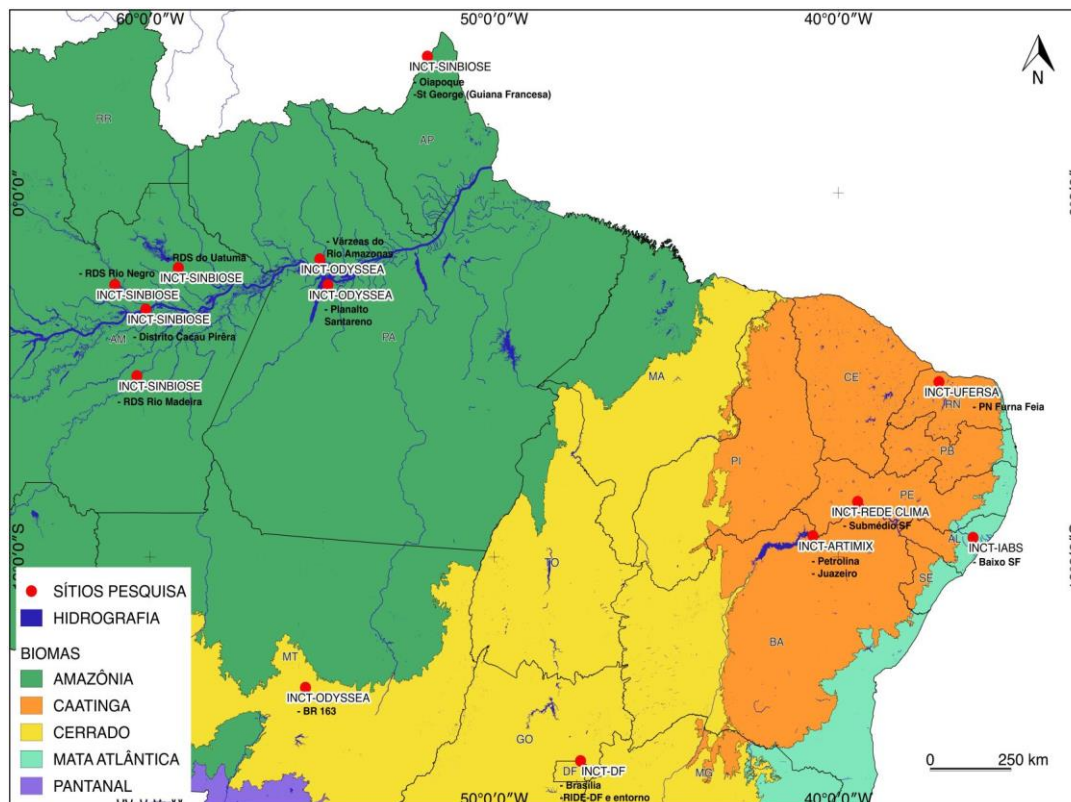 60°0'0"W 50°0'0"W 40°0'0"W
N
INCT-SINBIOSE
- Oiapoque
-St George (Guiana Francesa)
RR
AP
0°0'0"
- Várzeas do
Rio Amazonas
INCT-ODYSSEA
INCT-ODYSSEA
- Planalto
Santareno
RDS do Uatumã
INCT-SINBIOSE
- RDS Rio Negro
INCT-SINBIOSE
INCT-SINBIOSE
- Distrito Cacau Pirêra
AM
PA
INCT-SINBIOSE
- RDS Rio Madeira
MA
CE
INCT-UFERSA
RN
- PN Furna Feia
PB
PI
PE
INCT-REDE CLIMA
- Submédio SF
INCT-ARTIMIX
- Petrolina
- Juazeiro
AL
INCT-IABS
- Baixo SF
SE
TO
BA
MT
INCT-ODYSSEA
- BR 163
GO
DF INCT-DF
- Brasília
-RIDE-DF e entorno
MG
SÍTIOS PESQUISA
HIDROGRAFIA
BIOMAS
AMAZÔNIA
CAATINGA
CERRADO
MATA ATLÂNTICA
PANTANAL
0 250 km
50°0'0"W 40°0'0"W